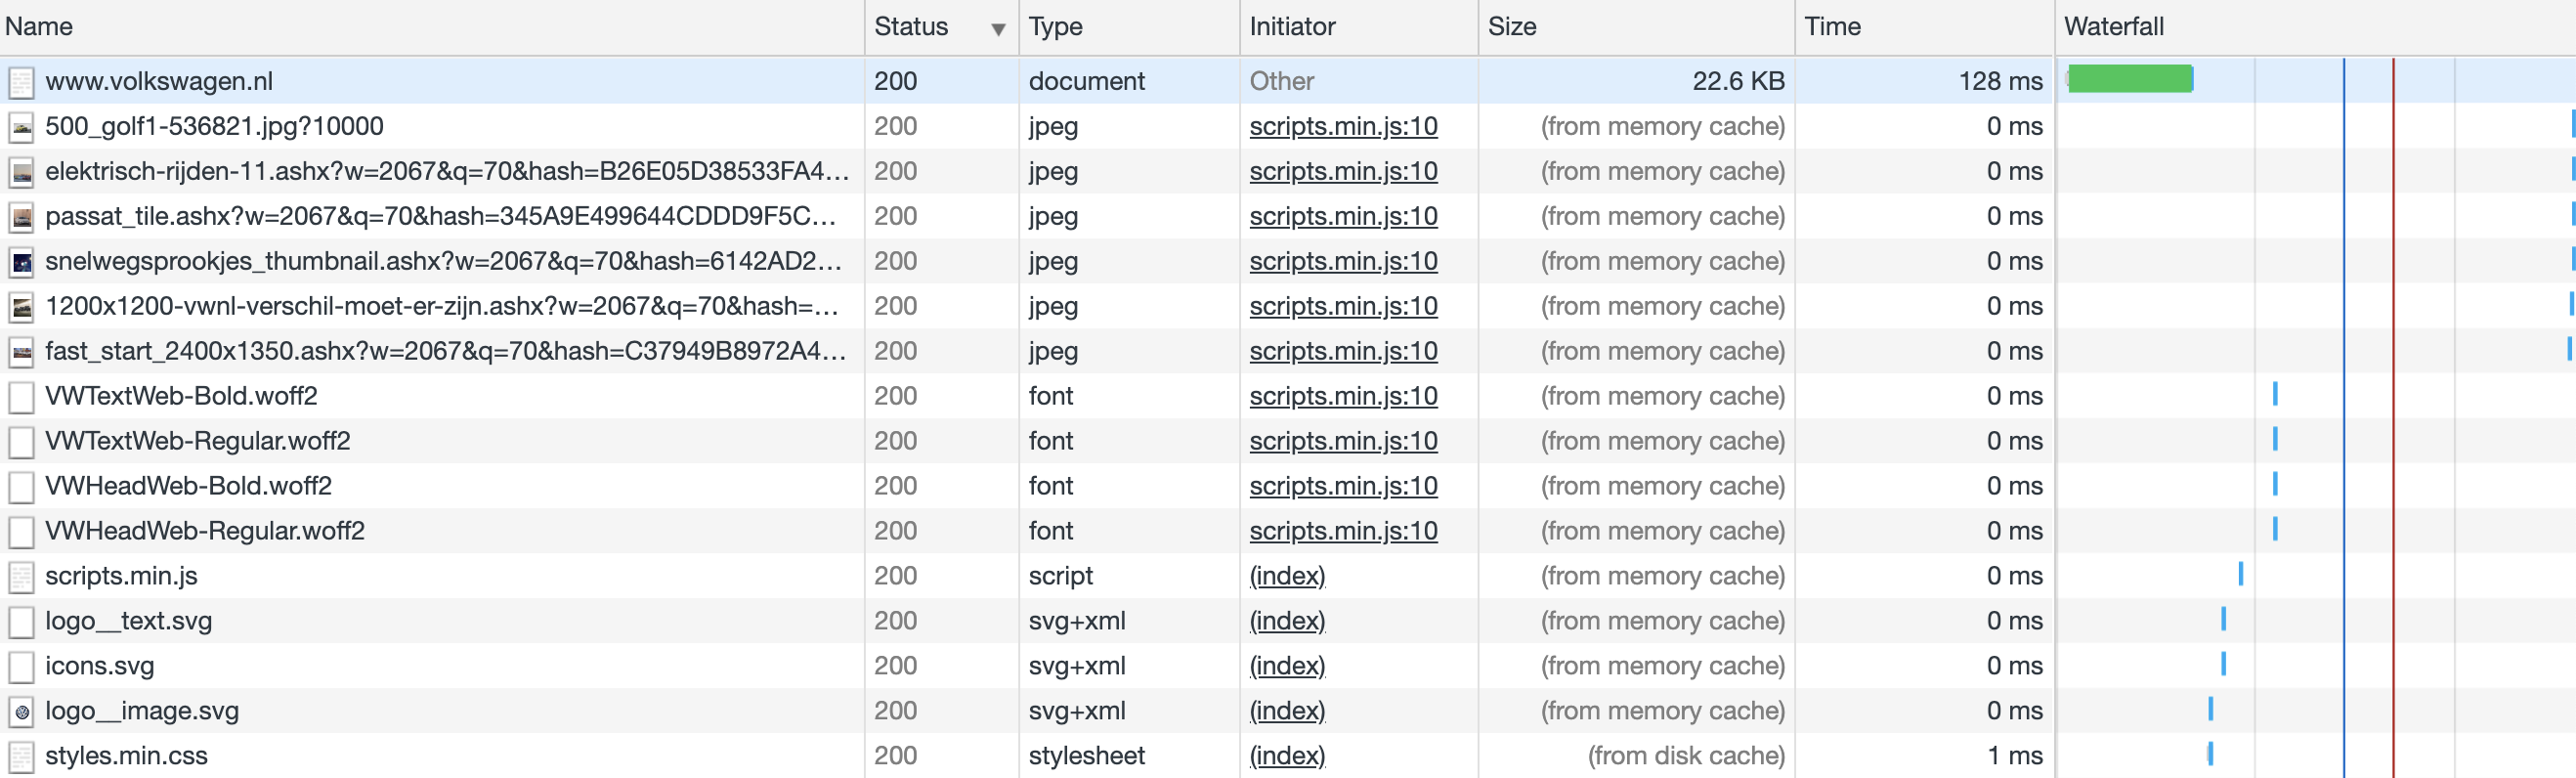 Name Status ▼ Type Initiator Size Time Waterfall
www.volkswagen.nl 200 document Other 22.6 KB 128 ms
500_golf1-536821.jpg?10000 200 jpeg scripts.min.js:10 (from memory cache) 0 ms
elektrisch-rijden-11.ashx?w=2067&q=70&hash=B26E05D38533FA4... 200 jpeg scripts.min.js:10 (from memory cache) 0 ms
passat_tile.ashx?w=2067&q=70&hash=345A9E499644CDDD9F5C... 200 jpeg scripts.min.js:10 (from memory cache) 0 ms
snelwegsprookjes_thumbnail.ashx?w=2067&q=70&hash=6142AD2... 200 jpeg scripts.min.js:10 (from memory cache) 0 ms
1200x1200-vwnl-verschil-moet-er-zijn.ashx?w=2067&q=70&hash=... 200 jpeg scripts.min.js:10 (from memory cache) 0 ms
fast_start_2400x1350.ashx?w=2067&q=70&hash=C37949B8972A4... 200 jpeg scripts.min.js:10 (from memory cache) 0 ms
VWTextWeb-Bold.woff2 200 font scripts.min.js:10 (from memory cache) 0 ms
VWTextWeb-Regular.woff2 200 font scripts.min.js:10 (from memory cache) 0 ms
VWHeadWeb-Bold.woff2 200 font scripts.min.js:10 (from memory cache) 0 ms
VWHeadWeb-Regular.woff2 200 font scripts.min.js:10 (from memory cache) 0 ms
scripts.min.js 200 script (index) (from memory cache) 0 ms
logo__text.svg 200 svg+xml (index) (from memory cache) 0 ms
icons.svg 200 svg+xml (index) (from memory cache) 0 ms
logo__image.svg 200 svg+xml (index) (from memory cache) 0 ms
styles.min.css 200 stylesheet (index) (from disk cache) 1 ms